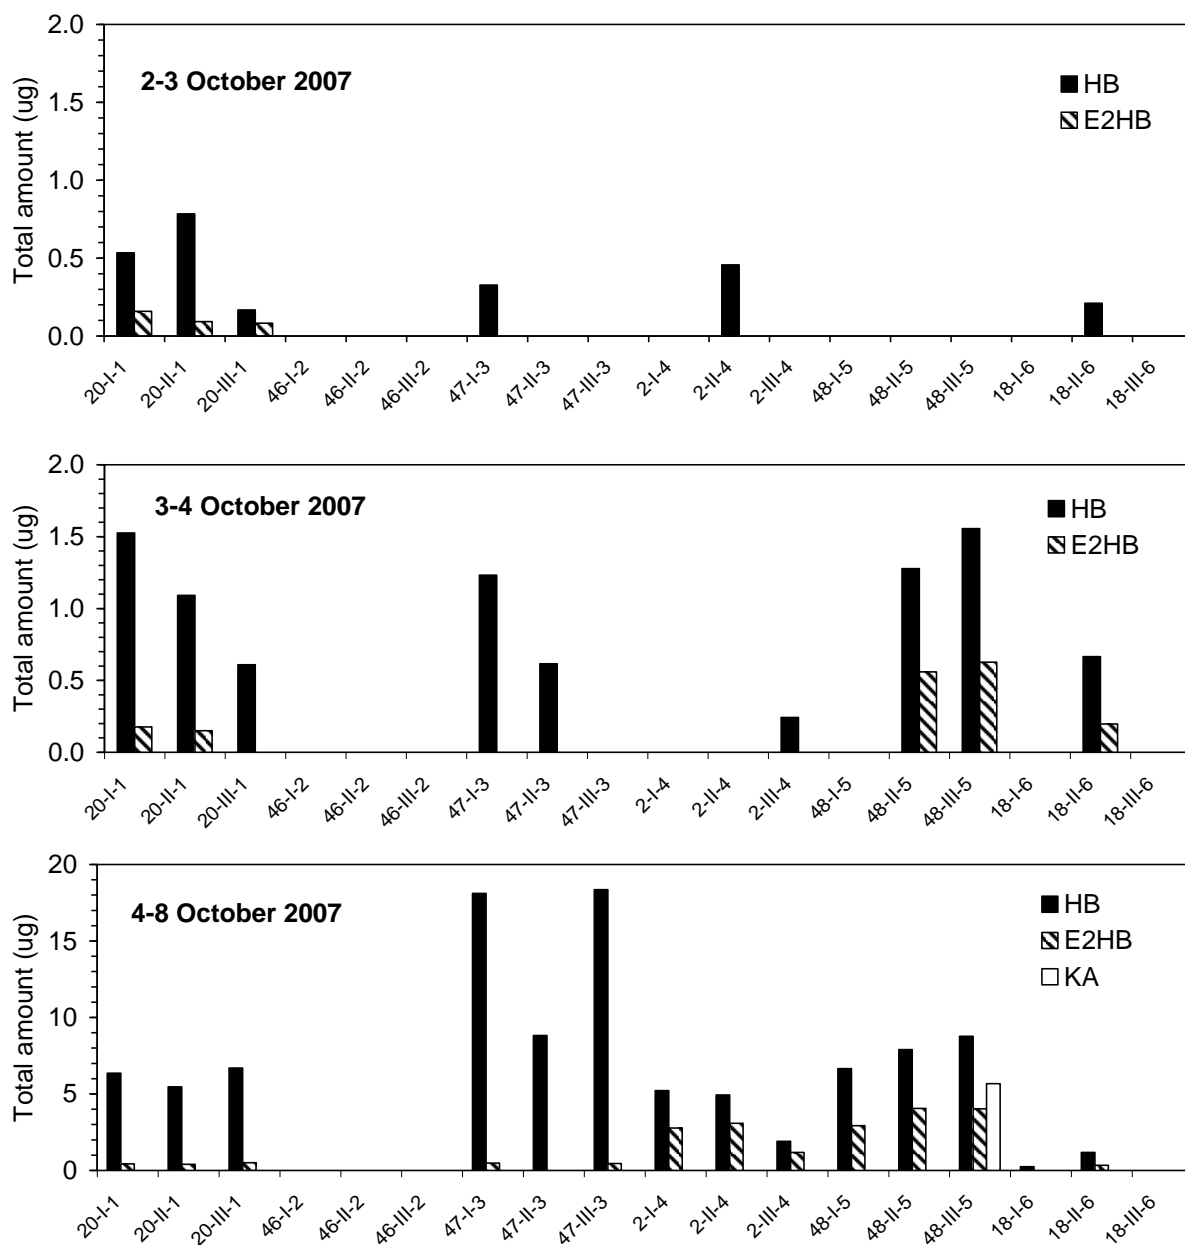 2.0
1.5
1.0
0.5
0.0
Total amount (ug)
2-3 October 2007
HB
E2HB
20-I-1
20-II-1
20-III-1
46-I-2
46-II-2
46-III-2
47-I-3
47-II-3
47-III-3
2-I-4
2-II-4
2-III-4
48-I-5
48-II-5
48-III-5
18-I-6
18-II-6
18-III-6
2.0
1.5
1.0
0.5
0.0
Total amount (ug)
3-4 October 2007
HB
E2HB
20-I-1
20-II-1
20-III-1
46-I-2
46-II-2
46-III-2
47-I-3
47-II-3
47-III-3
2-I-4
2-II-4
2-III-4
48-I-5
48-II-5
48-III-5
18-I-6
18-II-6
18-III-6
20
15
10
5
0
Total amount (ug)
4-8 October 2007
HB
E2HB
KA
20-I-1
20-II-1
20-III-1
46-I-2
46-II-2
46-III-2
47-I-3
47-II-3
47-III-3
2-I-4
2-II-4
2-III-4
48-I-5
48-II-5
48-III-5
18-I-6
18-II-6
18-III-6